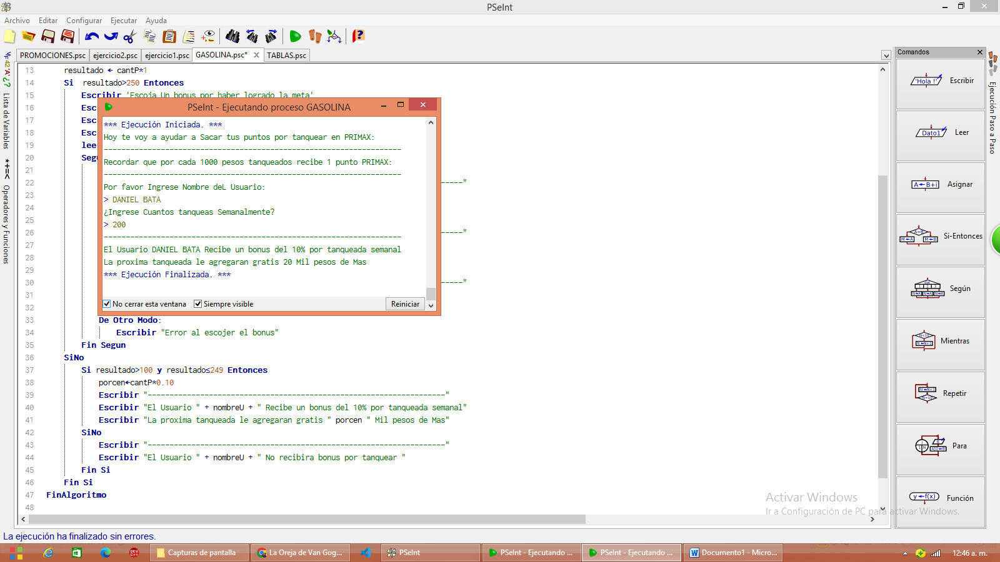 PSeInt
Archivo Editar Configurar Ejecutar Ayuda
PROMOCIONES.psc ejercicio2.psc ejercicio1.psc GASOLINA.psc* TABLAS.psc
Lista de Variables
Operadores y Funciones
13 resultado ← cantP*1
14 Si resultado>250 Entonces
15 Escribir 'Escoja Un bonus por haber logrado la meta'
16 Esc
17 Esc
18 Esc
19 lee
20 Segu
21
22 -----"
23
24
25
26 -----"
27
28
29
30 -----"
31
32
33 De Otro Modo:
34 Escribir "Error al escojer el bonus"
35 Fin Segun
36 SiNo
37 Si resultado>100 y resultado≤249 Entonces
38 porcen←cantP*0.10
39 Escribir "--------------------------------------------------------------------"
40 Escribir "El Usuario " + nombreU + " Recibe un bonus del 10% por tanqueada semanal"
41 Escribir "La proxima tanqueada le agregaran gratis " porcen " Mil pesos de Mas"
42 SiNo
43 Escribir "--------------------------------------------------------------------"
44 Escribir "El Usuario " + nombreU + " No recibira bonus por tanquear "
45 Fin Si
46 Fin Si
47 FinAlgoritmo
48
PSeInt - Ejecutando proceso GASOLINA
*** Ejecución Iniciada. ***
Hoy te voy a ayudar a Sacar tus puntos por tanquear en PRIMAX:
--------------------------------------------------------------------
Recordar que por cada 1000 pesos tanqueados recibe 1 punto PRIMAX:
--------------------------------------------------------------------
Por favor Ingrese Nombre deL Usuario:
> DANIEL BATA
¿Ingrese Cuantos tanqueas Semanalmente?
> 200
--------------------------------------------------------------------
El Usuario DANIEL BATA Recibe un bonus del 10% por tanqueada semanal
La proxima tanqueada le agregaran gratis 20 Mil pesos de Mas
*** Ejecución Finalizada. ***
No cerrar esta ventana Siempre visible Reiniciar
Comandos
'Hola !' Escribir
Dato1 Leer
A←B+i Asignar
A>B M←A M←B Si-Entonces
Según
Mientras
Repetir
Para
y←f(x) Función
Ejecución Paso a Paso
Activar Windows
Ir a Configuración de PC para activar Windows.
La ejecución ha finalizado sin errores.
Capturas de pantalla
La Oreja de Van Gog...
PSeInt
PSeInt - Ejecutando ...
PSeInt - Ejecutando ...
Documento1 - Micro...
12:46 a. m.